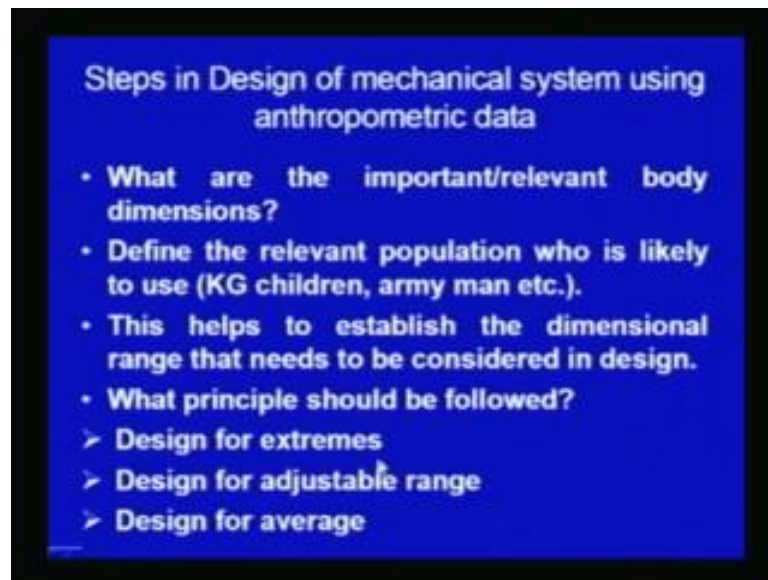 Steps in Design of mechanical system using
anthropometric data
• What are the important/relevant body
dimensions?
• Define the relevant population who is likely
to use (KG children, army man etc.).
• This helps to establish the dimensional
range that needs to be considered in design.
• What principle should be followed?
➢ Design for extremes
➢ Design for adjustable range
➢ Design for average